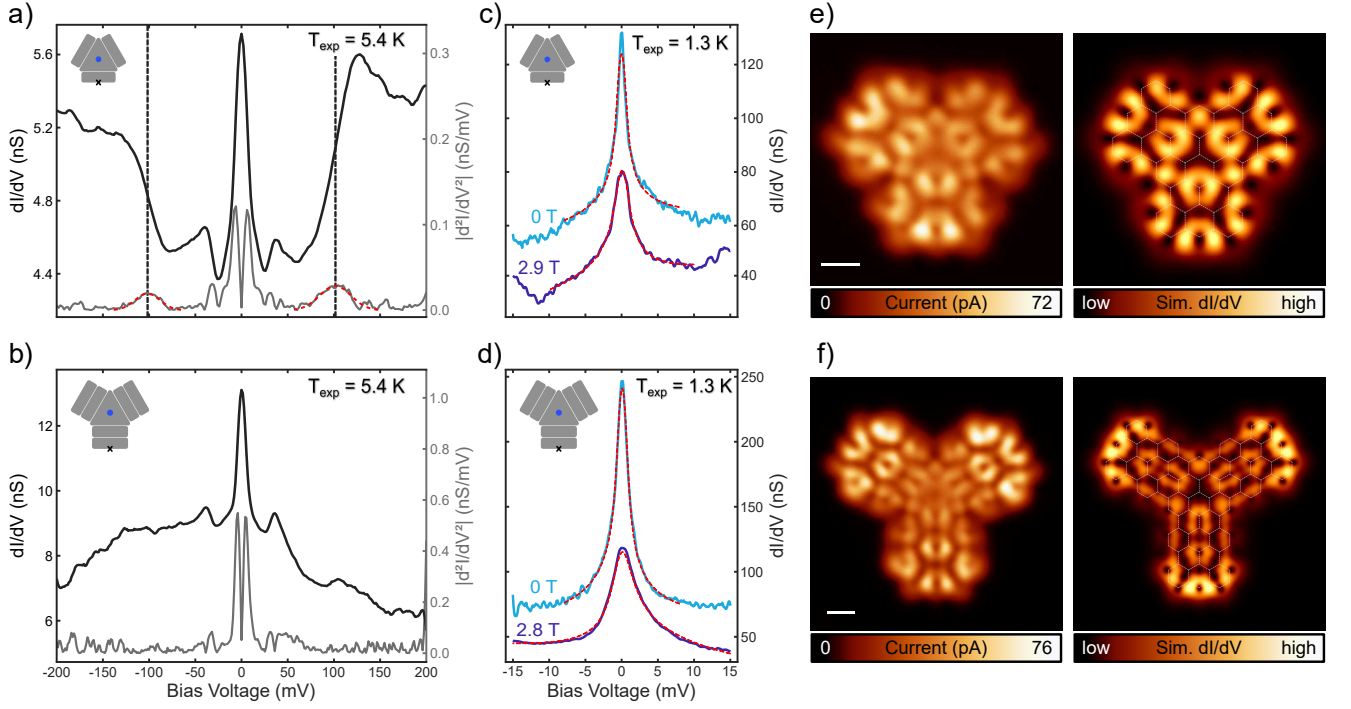 a)
T_exp = 5.4 K
dI/dV (nS)
5.6
5.2
4.8
4.4
|d²I/dV²| (nS/mV)
0.3
0.2
0.1
0.0
b)
T_exp = 5.4 K
dI/dV (nS)
12
10
8
6
|d²I/dV²| (nS/mV)
1.0
0.8
0.6
0.4
0.2
0.0
-200 -150 -100 -50 0 50 100 150 200
Bias Voltage (mV)
c)
T_exp = 1.3 K
0 T
2.9 T
120
100
80
60
40
dI/dV (nS)
d)
T_exp = 1.3 K
0 T
2.8 T
250
200
150
100
50
dI/dV (nS)
-15 -10 -5 0 5 10 15
Bias Voltage (mV)
e)
0 Current (pA) 72
low Sim. dI/dV high
f)
0 Current (pA) 76
low Sim. dI/dV high